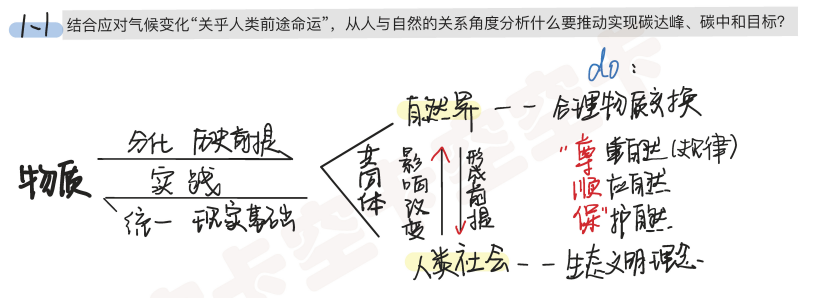 1-1 结合应对气候变化“关乎人类前途命运”，从人与自然的关系角度分析什么要推动实现碳达峰、碳中和目标?
do:
自然界 -- 合理物质交换
分化 历史前提
物质
实践
统一 现实基础
共同体
影响改变
形成前提
“尊重自然(规律)
顺应自然
保”护自然
人类社会 -- 生态文明理念